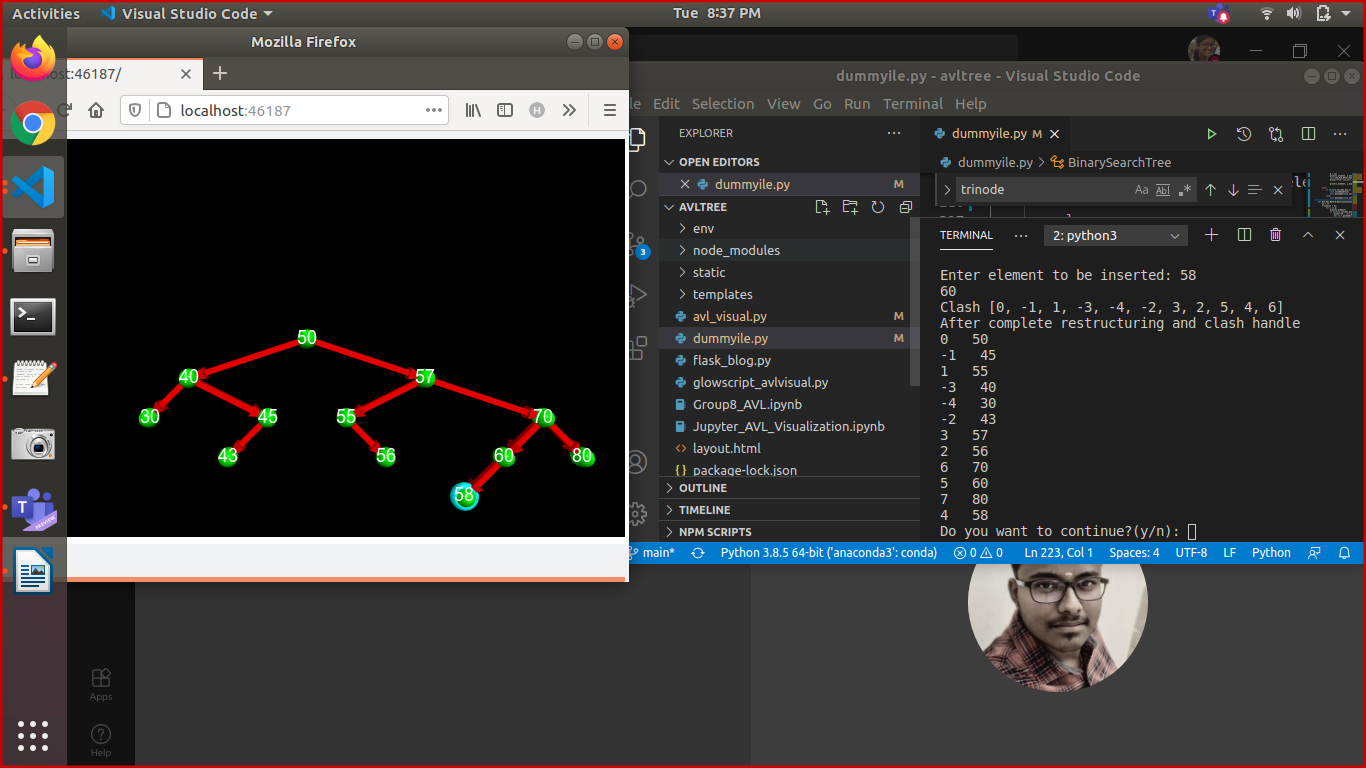 Activities Visual Studio Code Tue 8:37 PM
Mozilla Firefox
localhost:46187/
localhost:46187
50
40 57
30 45 55 70
43 56 60 80
58
dummyile.py - avltree - Visual Studio Code
Edit Selection View Go Run Terminal Help
EXPLORER
OPEN EDITORS
dummyile.py M
AVLTREE
env
node_modules
static
templates
avl_visual.py M
dummyile.py M
flask_blog.py
glowscript_avlvisual.py
Group8_AVL.ipynb
Jupyter_AVL_Visualization.ipynb
layout.html
package-lock.json
OUTLINE
TIMELINE
NPM SCRIPTS
3
dummyile.py M
dummyile.py > BinarySearchTree
trinode Aa Abl .*
TERMINAL 2: python3
Enter element to be inserted: 58
60
Clash [0, -1, 1, -3, -4, -2, 3, 2, 5, 4, 6]
After complete restructuring and clash handle
0 50
-1 45
1 55
-3 40
-4 30
-2 43
3 57
2 56
6 70
5 60
7 80
4 58
Do you want to continue?(y/n):
main* Python 3.8.5 64-bit ('anaconda3': conda) 0 0 Ln 223, Col 1 Spaces: 4 UTF-8 LF Python
Apps
Help